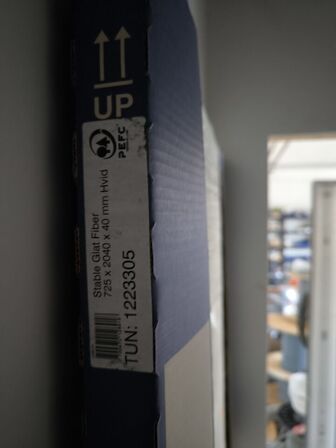 UP
PEFC
Stable Glat Fiber
725 x 2040 x 40 mm Hvid
TUN: 1223305